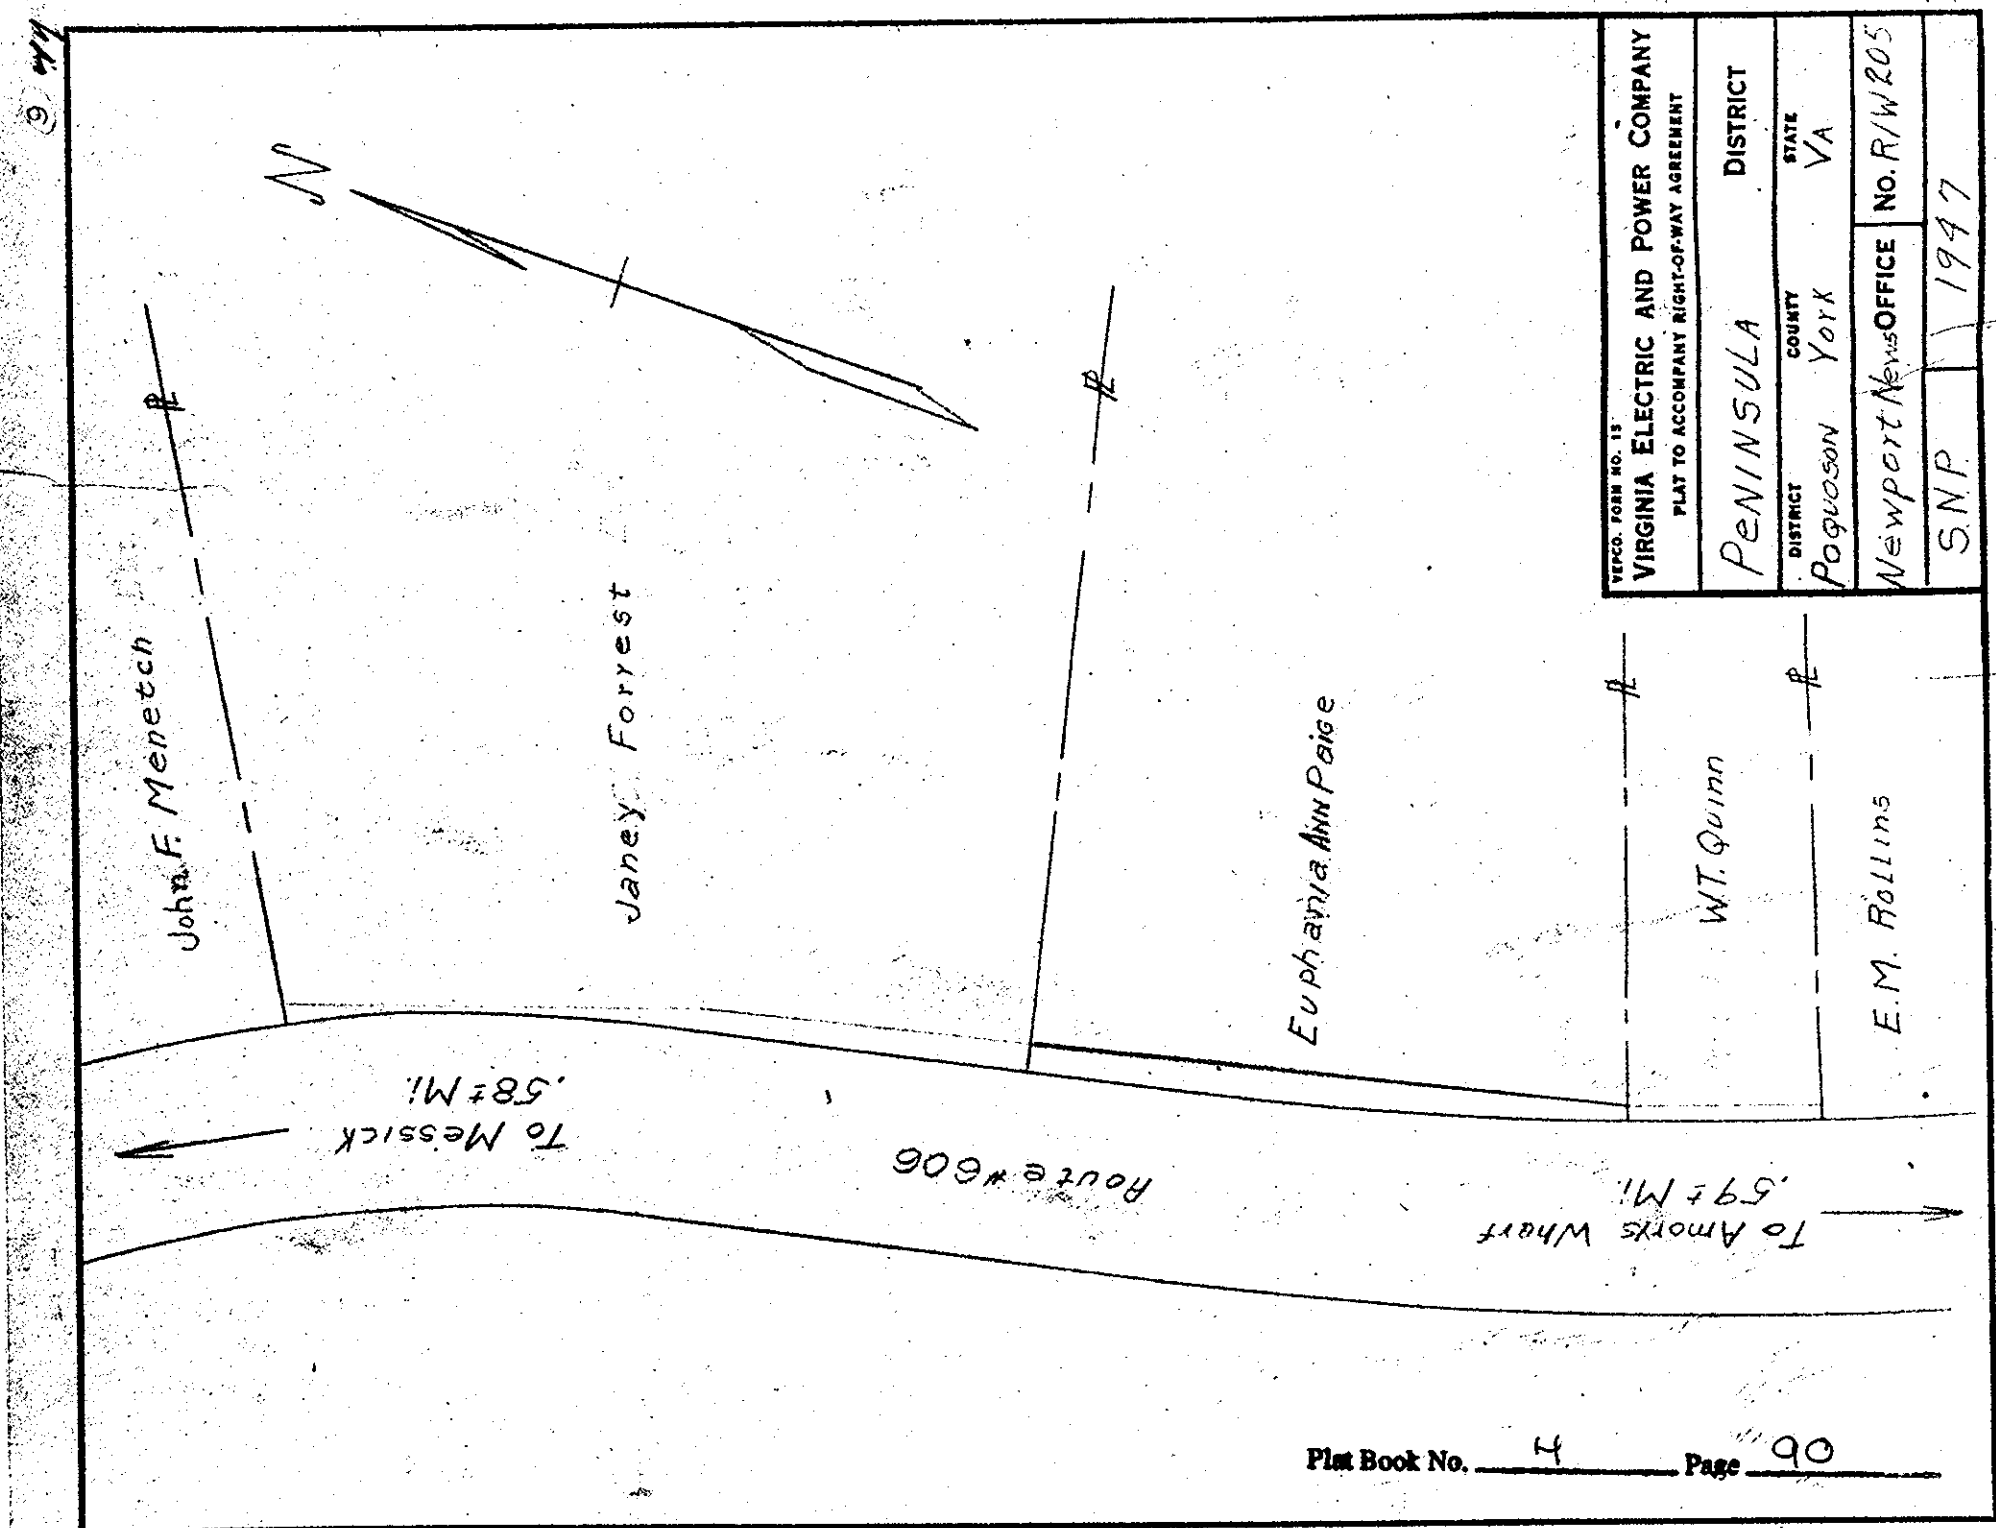 N
John F. Menetch
Janey Forrest
Euphania Ann Paige
W.T. Quinn
E.M. Rollins
To Messick
.58 ± Mi.
Route #606
To Amorys Wharf
.59 ± Mi.
VEPCO. FORM NO. 15
VIRGINIA ELECTRIC AND POWER COMPANY
PLAT TO ACCOMPANY RIGHT-OF-WAY AGREEMENT
PENINSULA DISTRICT
DISTRICT COUNTY STATE
Poquoson York VA
Newport News OFFICE No. R/W205
S.N.P. 1947
Plat Book No. 4 Page 90